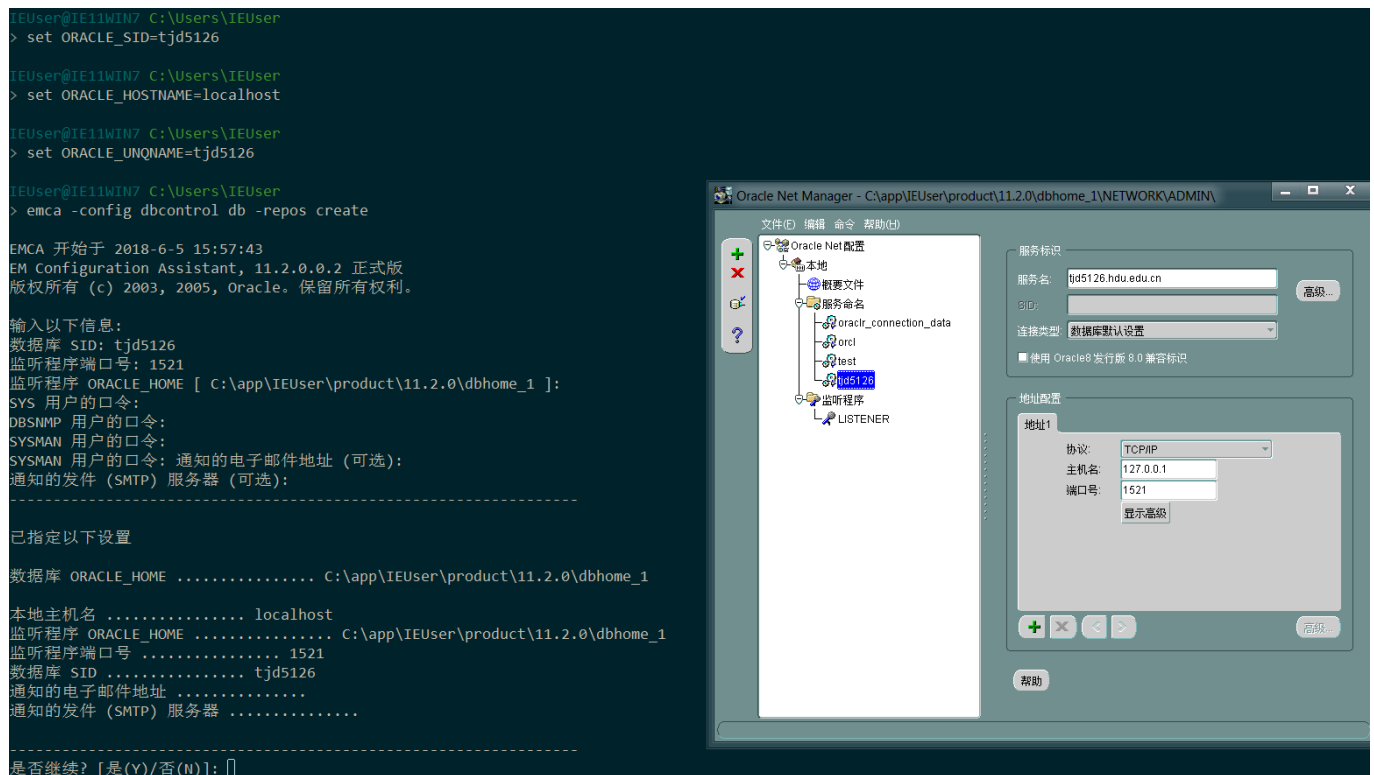 IEUser@IE11WIN7 C:\Users\IEUser
> set ORACLE_SID=tjd5126
IEUser@IE11WIN7 C:\Users\IEUser
> set ORACLE_HOSTNAME=localhost
IEUser@IE11WIN7 C:\Users\IEUser
> set ORACLE_UNQNAME=tjd5126
IEUser@IE11WIN7 C:\Users\IEUser
> emca -config dbcontrol db -repos create
EMCA 开始于 2018-6-5 15:57:43
EM Configuration Assistant, 11.2.0.0.2 正式版
版权所有 (c) 2003, 2005, Oracle。保留所有权利。
输入以下信息:
数据库 SID: tjd5126
监听程序端口号: 1521
监听程序 ORACLE_HOME [ C:\app\IEUser\product\11.2.0\dbhome_1 ]:
SYS 用户的口令:
DBSNMP 用户的口令:
SYSMAN 用户的口令:
SYSMAN 用户的口令: 通知的电子邮件地址 (可选):
通知的发件 (SMTP) 服务器 (可选):
-----------------------------------------------------------------
已指定以下设置
数据库 ORACLE_HOME ................ C:\app\IEUser\product\11.2.0\dbhome_1
本地主机名 ................ localhost
监听程序 ORACLE_HOME ................ C:\app\IEUser\product\11.2.0\dbhome_1
监听程序端口号 ................ 1521
数据库 SID ................ tjd5126
通知的电子邮件地址 ...............
通知的发件 (SMTP) 服务器 ...............
-----------------------------------------------------------------
是否继续? [是(Y)/否(N)]:
Oracle Net Manager - C:\app\IEUser\product\11.2.0\dbhome_1\NETWORK\ADMIN\
文件(E) 编辑 命令 帮助(H)
Oracle Net 配置
本地
概要文件
服务命名
oraclr_connection_data
orcl
test
tjd5126
监听程序
LISTENER
服务标识
服务名: tjd5126.hdu.edu.cn
高级...
SID:
连接类型: 数据库默认设置
使用 Oracle8 发行版 8.0 兼容标识
地址配置
地址1
协议: TCP/IP
主机名: 127.0.0.1
端口号: 1521
显示高级
高级...
帮助